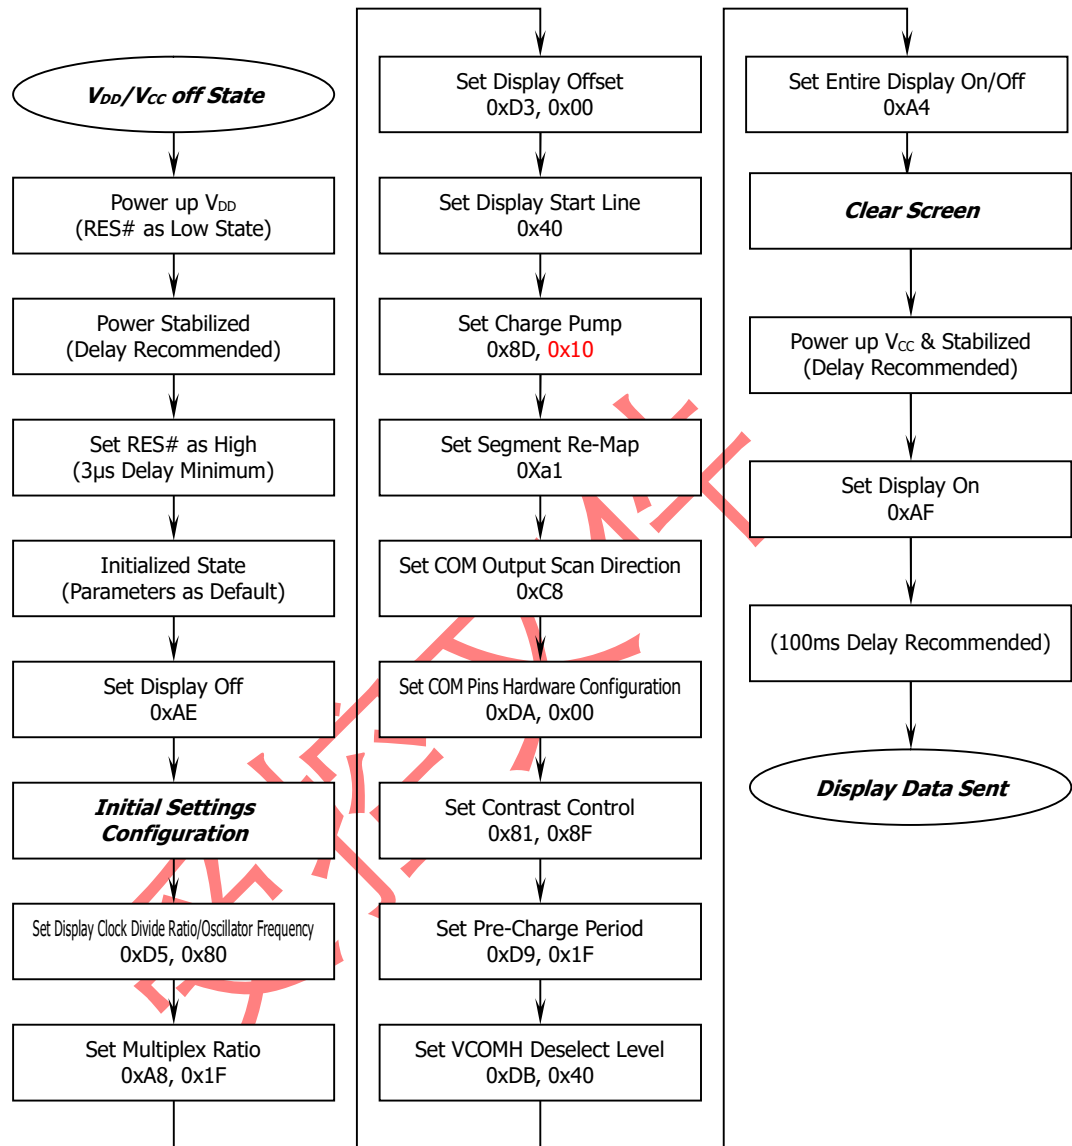 V_DD/V_CC off State
Power up V_DD
(RES# as Low State)
Power Stabilized
(Delay Recommended)
Set RES# as High
(3μs Delay Minimum)
Initialized State
(Parameters as Default)
Set Display Off
0xAE
Initial Settings
Configuration
Set Display Clock Divide Ratio/Oscillator Frequency
0xD5, 0x80
Set Multiplex Ratio
0xA8, 0x1F
Set Display Offset
0xD3, 0x00
Set Display Start Line
0x40
Set Charge Pump
0x8D, 0x10
Set Segment Re-Map
0Xa1
Set COM Output Scan Direction
0xC8
Set COM Pins Hardware Configuration
0xDA, 0x00
Set Contrast Control
0x81, 0x8F
Set Pre-Charge Period
0xD9, 0x1F
Set VCOMH Deselect Level
0xDB, 0x40
Set Entire Display On/Off
0xA4
Clear Screen
Power up V_CC & Stabilized
(Delay Recommended)
Set Display On
0xAF
(100ms Delay Recommended)
Display Data Sent